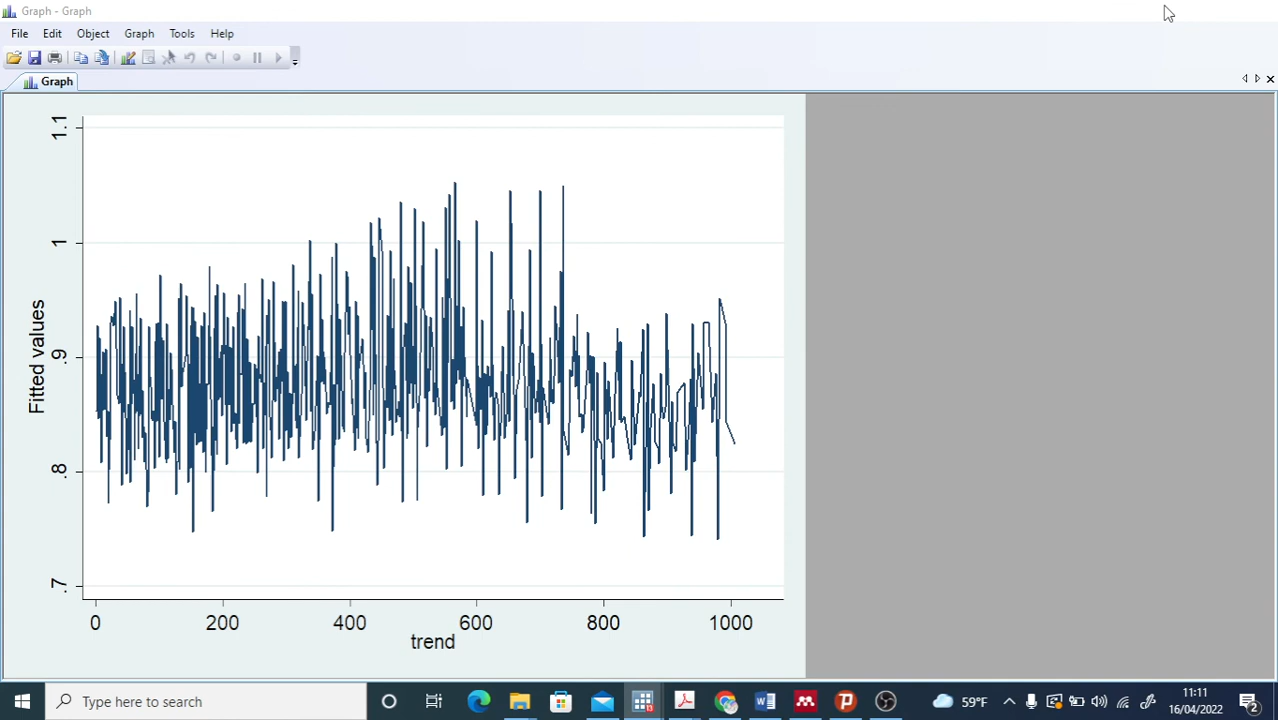 Graph - Graph
File Edit Object Graph Tools Help
Graph
1.1
1
.9
.8
.7
Fitted values
0 200 400 600 800 1000
trend
Type here to search
59°F
11:11
16/04/2022
2